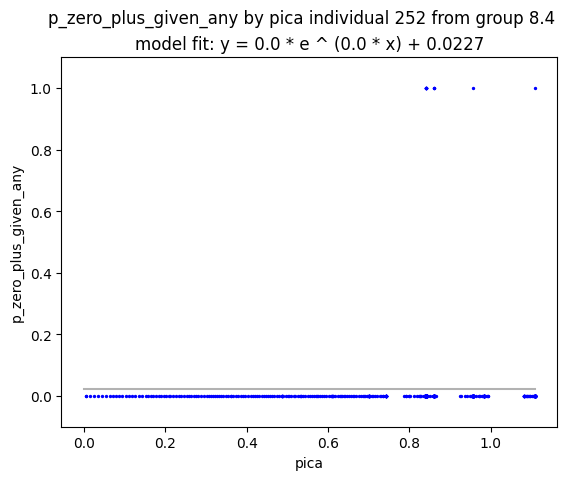 p_zero_plus_given_any by pica individual 252 from group 8.4
model fit: y = 0.0 * e ^ (0.0 * x) + 0.0227
1.0
0.8
0.6
0.4
0.2
0.0
p_zero_plus_given_any
0.0 0.2 0.4 0.6 0.8 1.0
pica